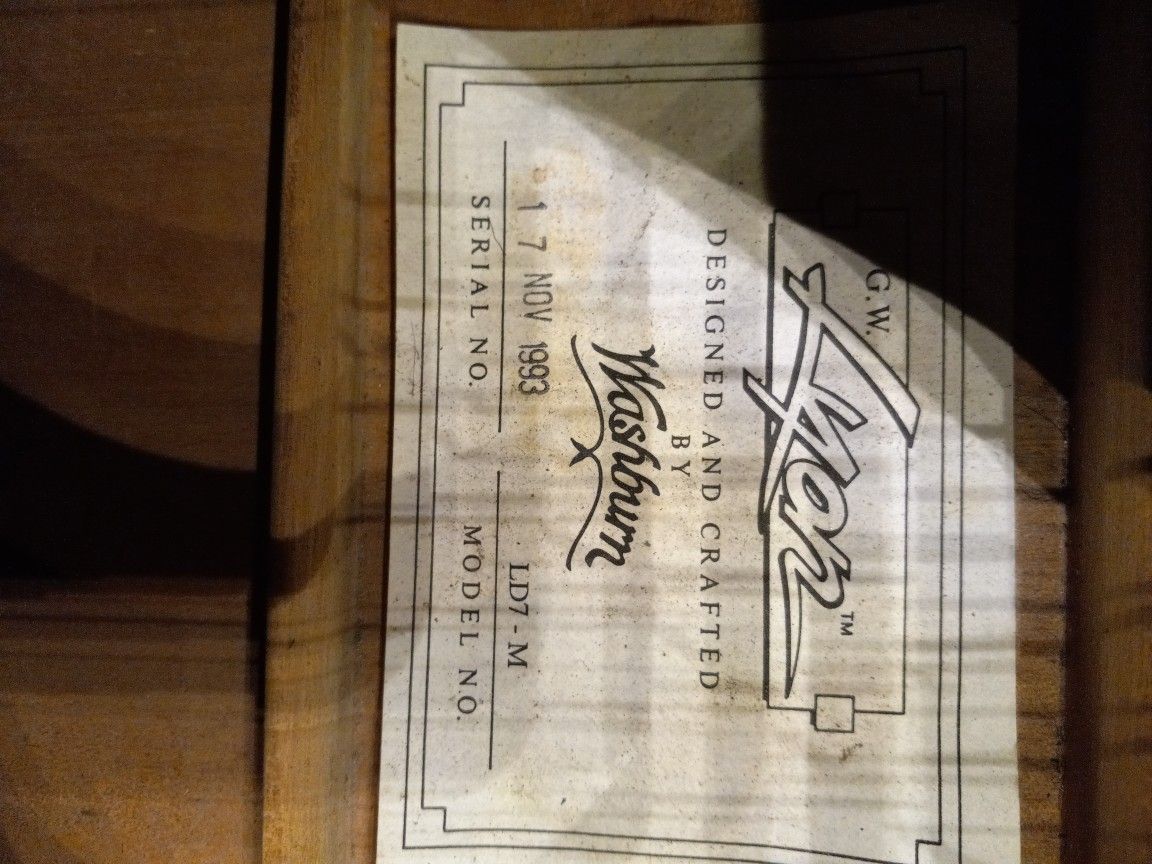 G.W.
Lyon™
DESIGNED AND CRAFTED
BY
Washburn
17 NOV 1993
SERIAL NO.
LD7-M
MODEL NO.